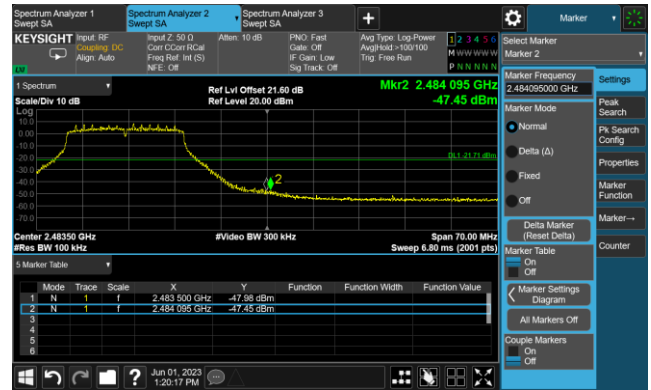 Spectrum Analyzer 1
Swept SA
Spectrum Analyzer 2
Swept SA
Spectrum Analyzer 3
Swept SA
+
Marker
KEYSIGHT
Input: RF
Coupling: DC
Align: Auto
Input Z: 50 Ω
Corr CCorr RCal
Freq Ref: Int (S)
NFE: Off
Atten: 10 dB
PNO: Fast
Gate: Off
IF Gain: Low
Sig Track: Off
Avg Type: Log-Power
Avg|Hold:>100/100
Trig: Free Run
1 2 3 4 5 6
M W W W W W
P N N N N N
Select Marker
Marker 2
1 Spectrum
Scale/Div 10 dB
Ref Lvl Offset 21.60 dB
Ref Level 20.00 dBm
Mkr2 2.484 095 GHz
-47.45 dBm
Log
10.0
0.00
-10.0
-20.0
-30.0
-40.0
-50.0
-60.0
-70.0
DL1 -21.71 dBm
2
Center 2.48350 GHz
#Res BW 100 kHz
#Video BW 300 kHz
Span 70.00 MHz
Sweep 6.80 ms (2001 pts)
5 Marker Table
Mode Trace Scale X Y Function Function Width Function Value
1 N 1 f 2.483 500 GHz -47.98 dBm
2 N 1 f 2.484 095 GHz -47.45 dBm
3
4
5
6
Marker Frequency
2.484095000 GHz
Marker Mode
Normal
Delta (Δ)
Fixed
Off
Delta Marker
(Reset Delta)
Marker Table
On
Off
Marker Settings
Diagram
All Markers Off
Couple Markers
On
Off
Settings
Peak
Search
Pk Search
Config
Properties
Marker
Function
Marker→
Counter
?
Jun 01, 2023
1:20:17 PM